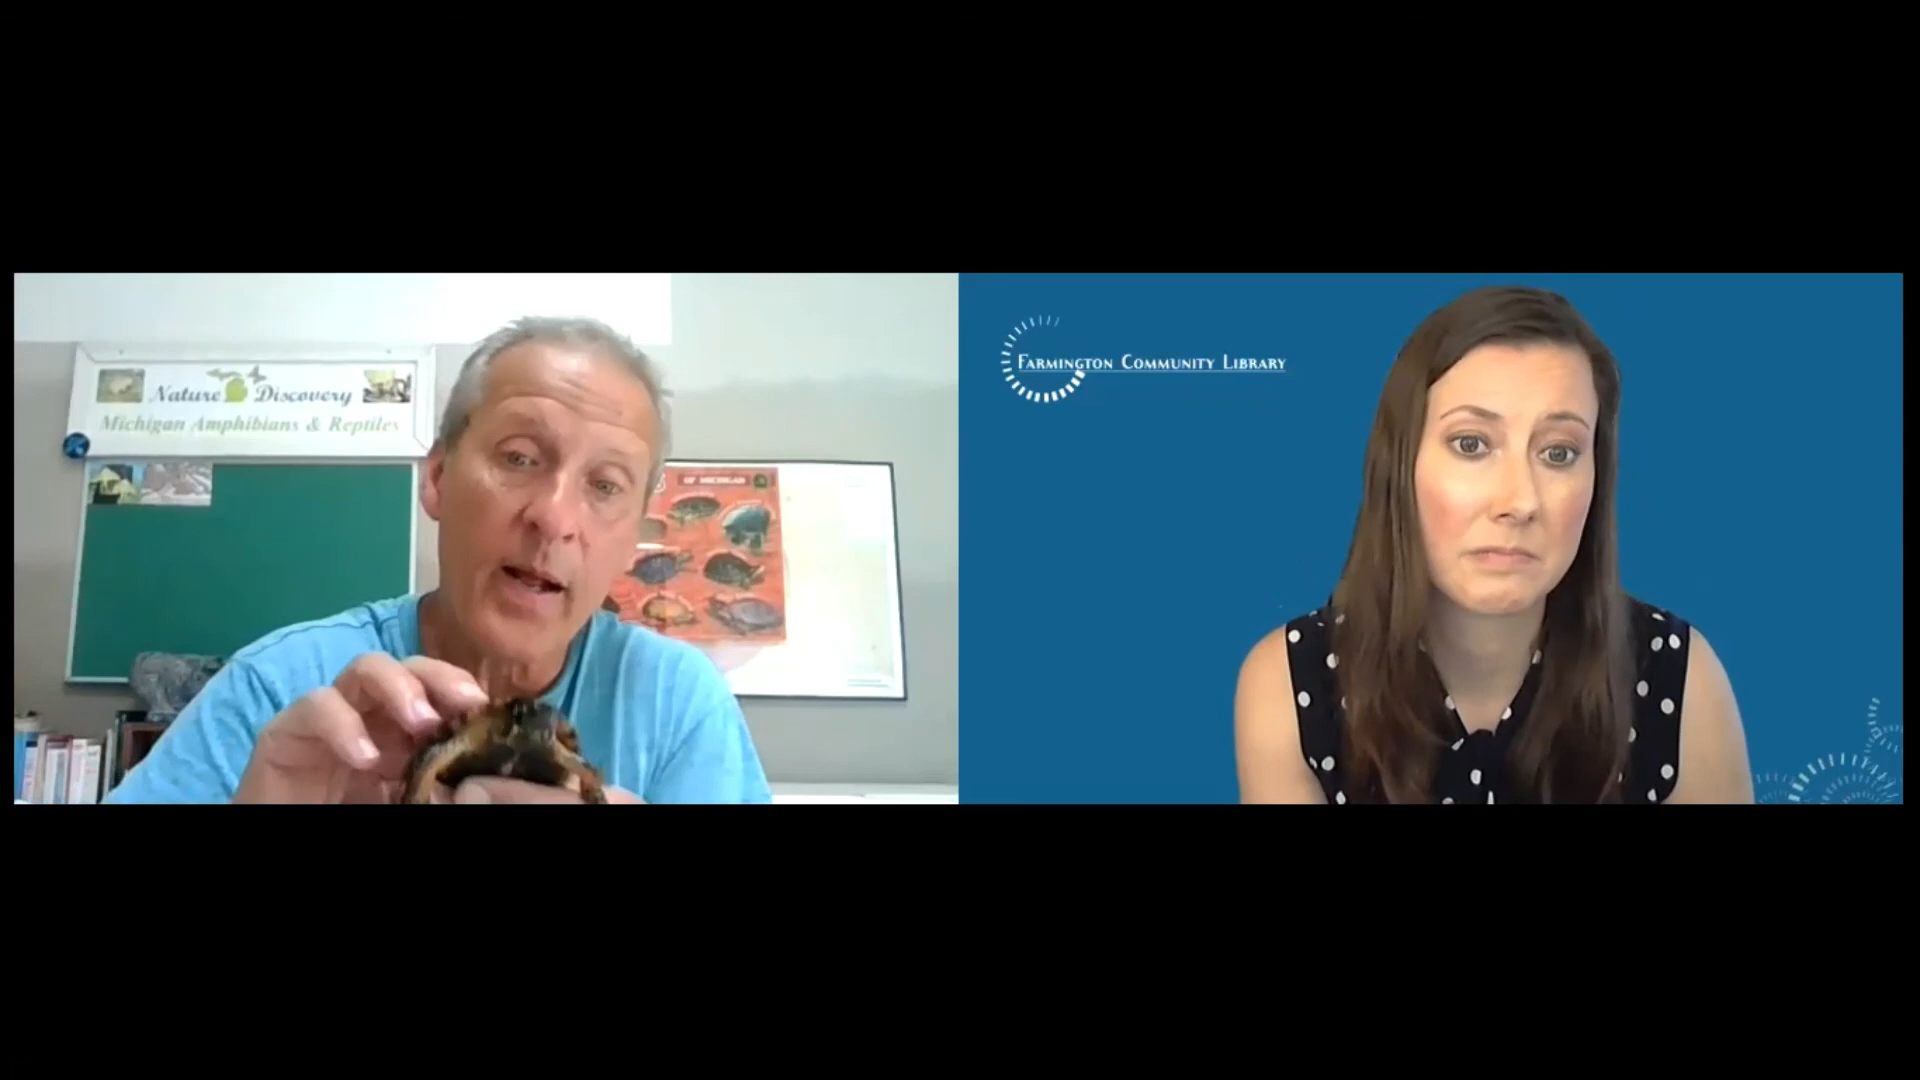 Nature Discovery
Michigan Amphibians & Reptiles
OF MICHIGAN
FARMINGTON COMMUNITY LIBRARY